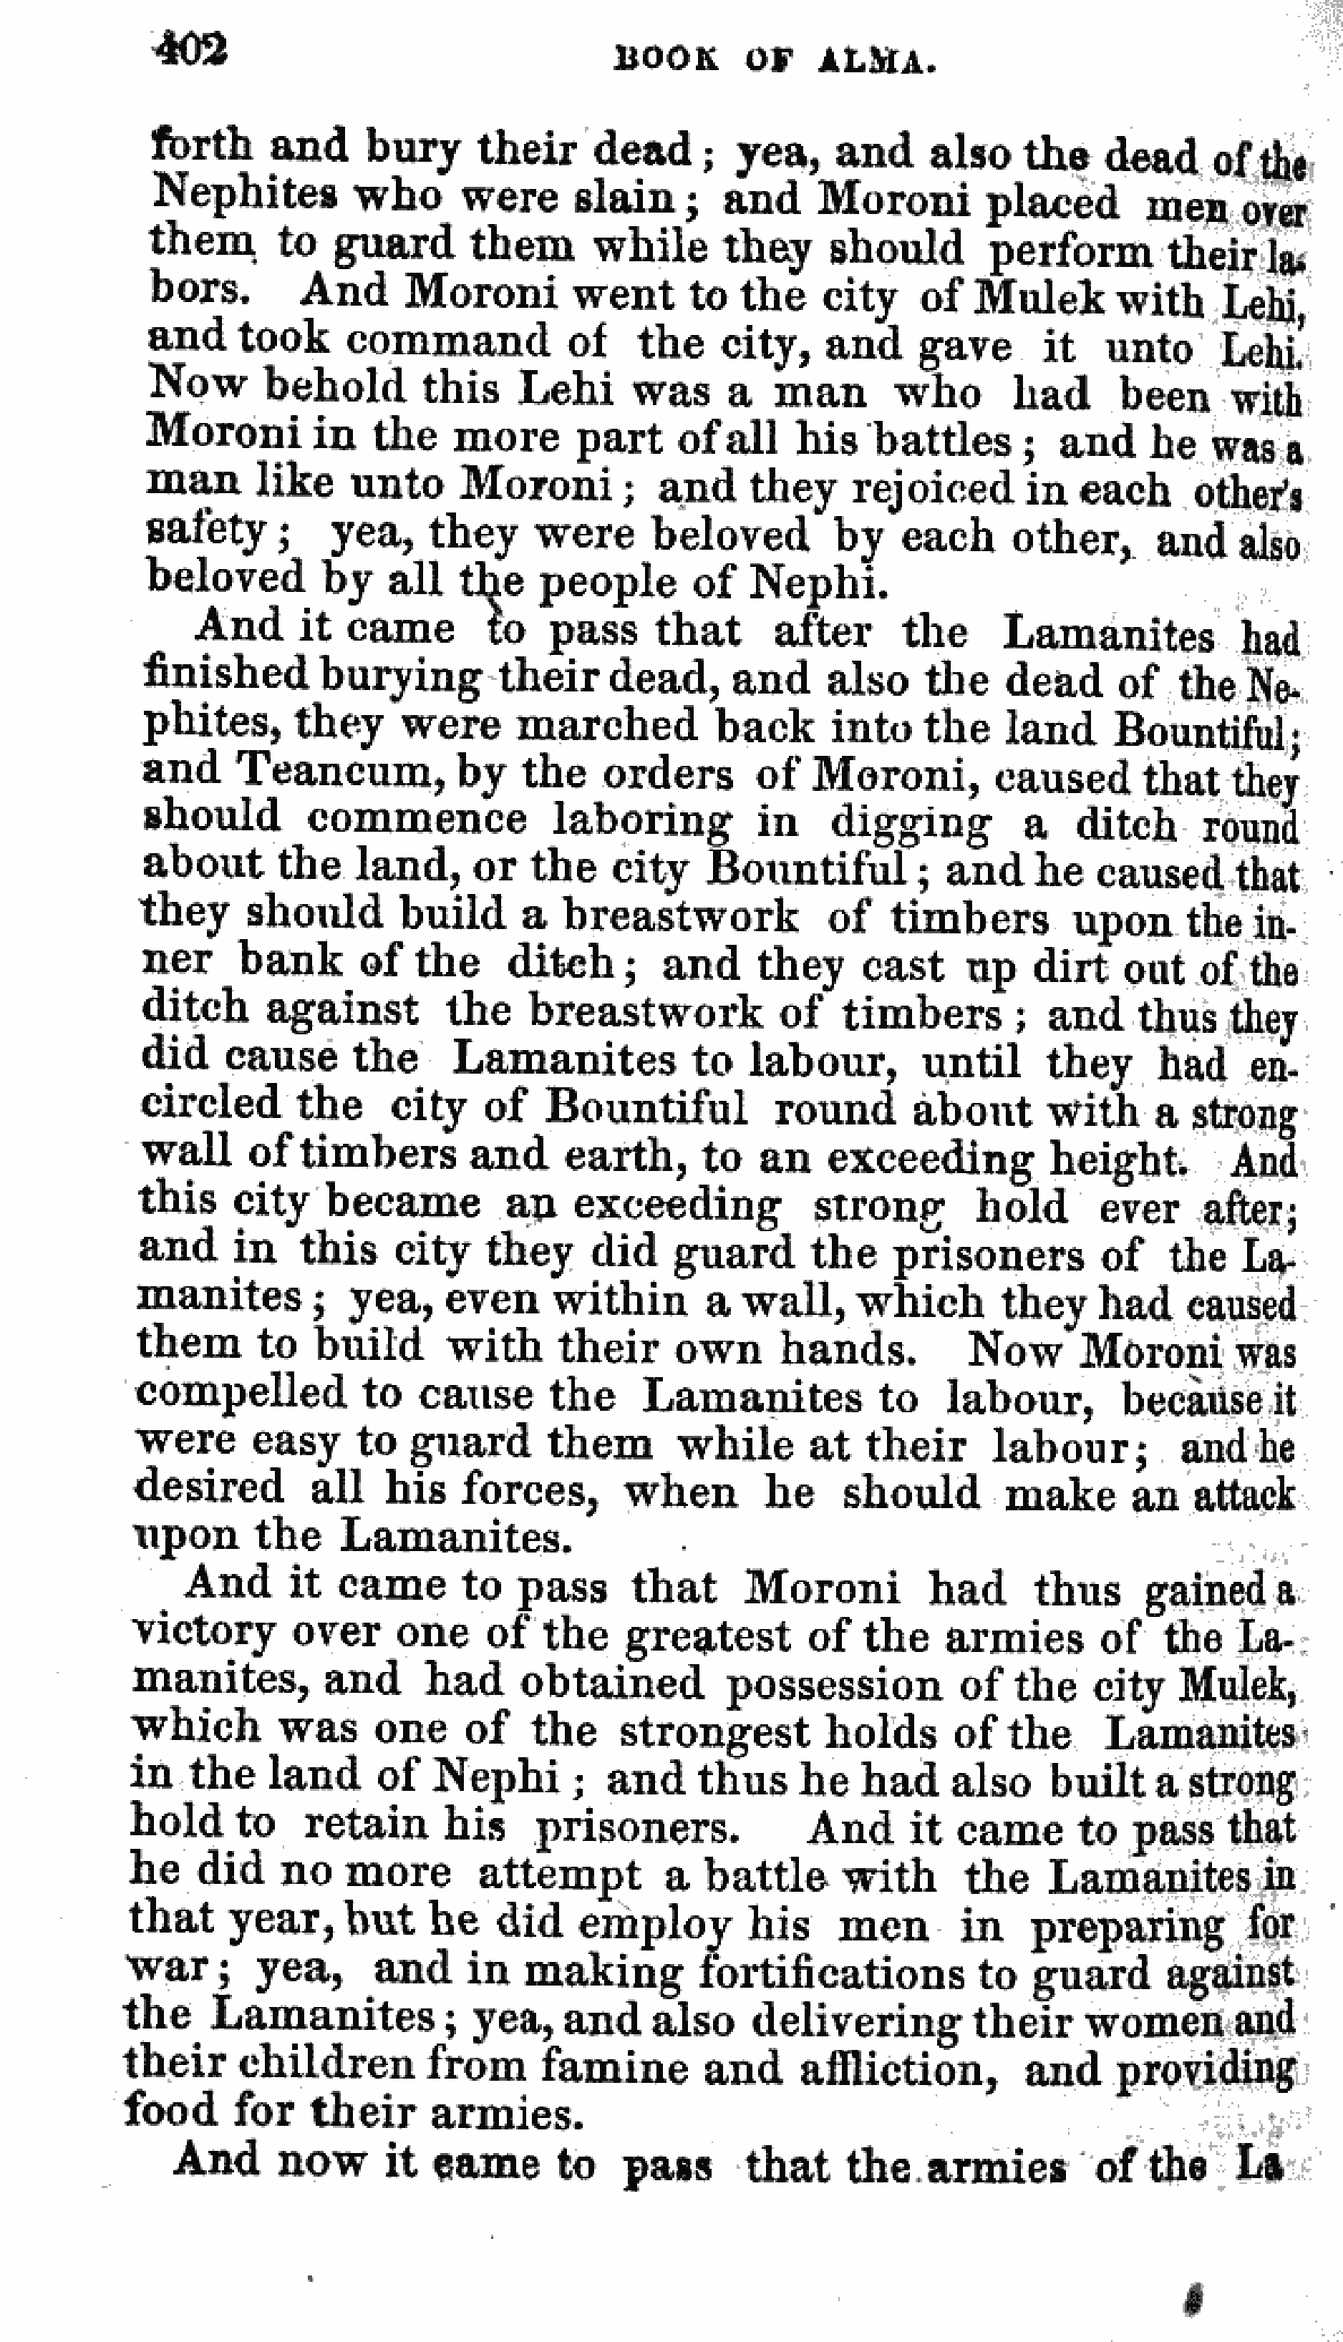 402
BOOK OF ALMA.
forth and bury their dead; yea, and also the dead of the
Nephites who were slain; and Moroni placed men over
them to guard them while they should perform their la-
bors. And Moroni went to the city of Mulek with Lehi,
and took command of the city, and gave it unto Lehi.
Now behold this Lehi was a man who had been with
Moroni in the more part of all his battles; and he was a
man like unto Moroni; and they rejoiced in each other's
safety; yea, they were beloved by each other, and also
beloved by all the people of Nephi.
And it came to pass that after the Lamanites had
finished burying their dead, and also the dead of the Ne-
phites, they were marched back into the land Bountiful;
and Teancum, by the orders of Moroni, caused that they
should commence laboring in digging a ditch round
about the land, or the city Bountiful; and he caused that
they should build a breastwork of timbers upon the in-
ner bank of the ditch; and they cast up dirt out of the
ditch against the breastwork of timbers; and thus they
did cause the Lamanites to labour, until they had en-
circled the city of Bountiful round about with a strong
wall of timbers and earth, to an exceeding height. And
this city became an exceeding strong hold ever after;
and in this city they did guard the prisoners of the La-
manites; yea, even within a wall, which they had caused
them to build with their own hands. Now Moroni was
compelled to cause the Lamanites to labour, because it
were easy to guard them while at their labour; and he
desired all his forces, when he should make an attack
upon the Lamanites.
And it came to pass that Moroni had thus gained a
victory over one of the greatest of the armies of the La-
manites, and had obtained possession of the city Mulek,
which was one of the strongest holds of the Lamanites
in the land of Nephi; and thus he had also built a strong
hold to retain his prisoners. And it came to pass that
he did no more attempt a battle with the Lamanites in
that year, but he did employ his men in preparing for
war; yea, and in making fortifications to guard against
the Lamanites; yea, and also delivering their women and
their children from famine and affliction, and providing
food for their armies.
And now it came to pass that the armies of the La